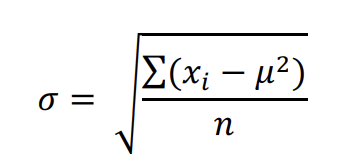 σ = √(∑(xᵢ − μ²) / n)